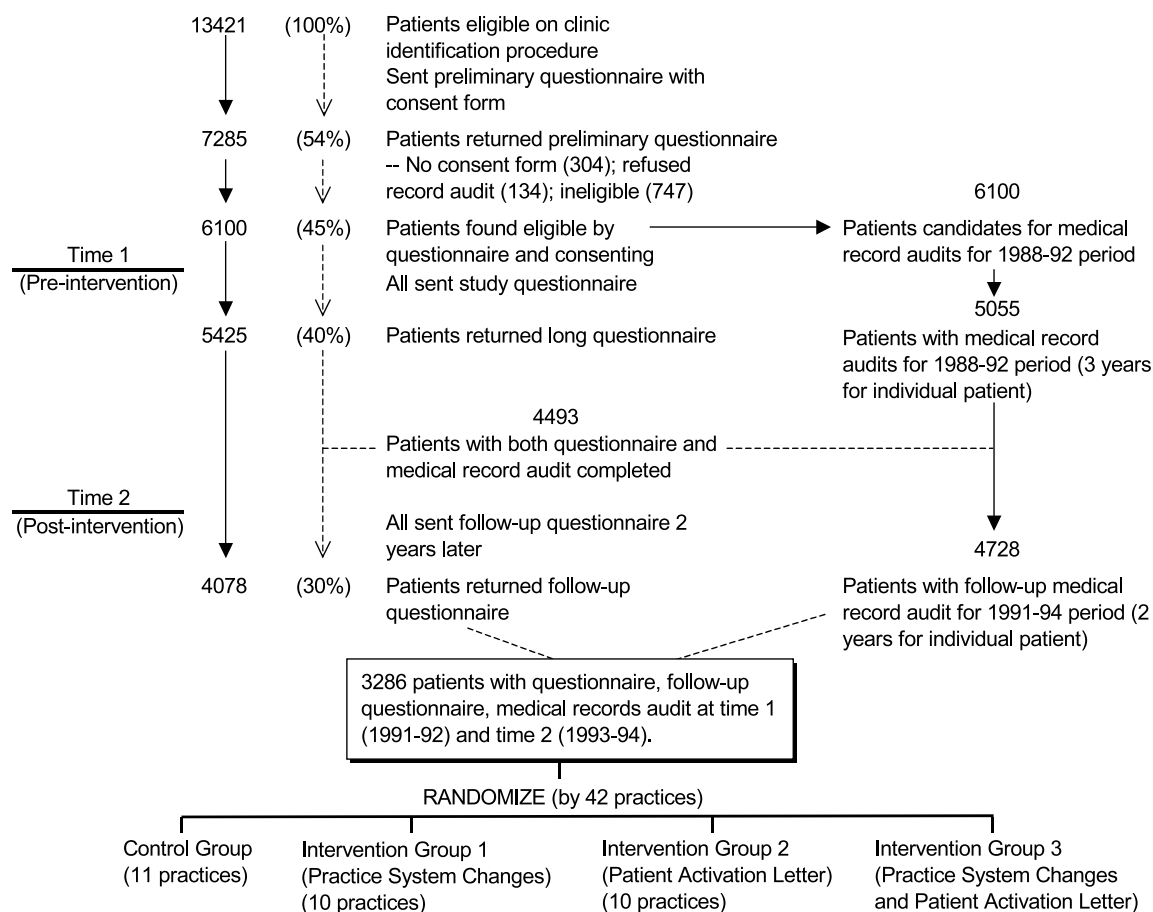 13421 (100%) Patients eligible on clinic
identification procedure
Sent preliminary questionnaire with
consent form
7285 (54%) Patients returned preliminary questionnaire
-- No consent form (304); refused
record audit (134); ineligible (747)
6100 (45%) Patients found eligible by
questionnaire and consenting
All sent study questionnaire
6100
Patients candidates for medical
record audits for 1988-92 period
Time 1
(Pre-intervention)
5425 (40%) Patients returned long questionnaire
5055
Patients with medical record
audits for 1988-92 period (3 years
for individual patient)
4493
Patients with both questionnaire and
medical record audit completed
Time 2
(Post-intervention)
All sent follow-up questionnaire 2
years later
4078 (30%) Patients returned follow-up
questionnaire
4728
Patients with follow-up medical
record audit for 1991-94 period (2
years for individual patient)
3286 patients with questionnaire, follow-up
questionnaire, medical records audit at time 1
(1991-92) and time 2 (1993-94).
RANDOMIZE (by 42 practices)
Control Group
(11 practices)
Intervention Group 1
(Practice System Changes)
(10 practices)
Intervention Group 2
(Patient Activation Letter)
(10 practices)
Intervention Group 3
(Practice System Changes
and Patient Activation Letter)